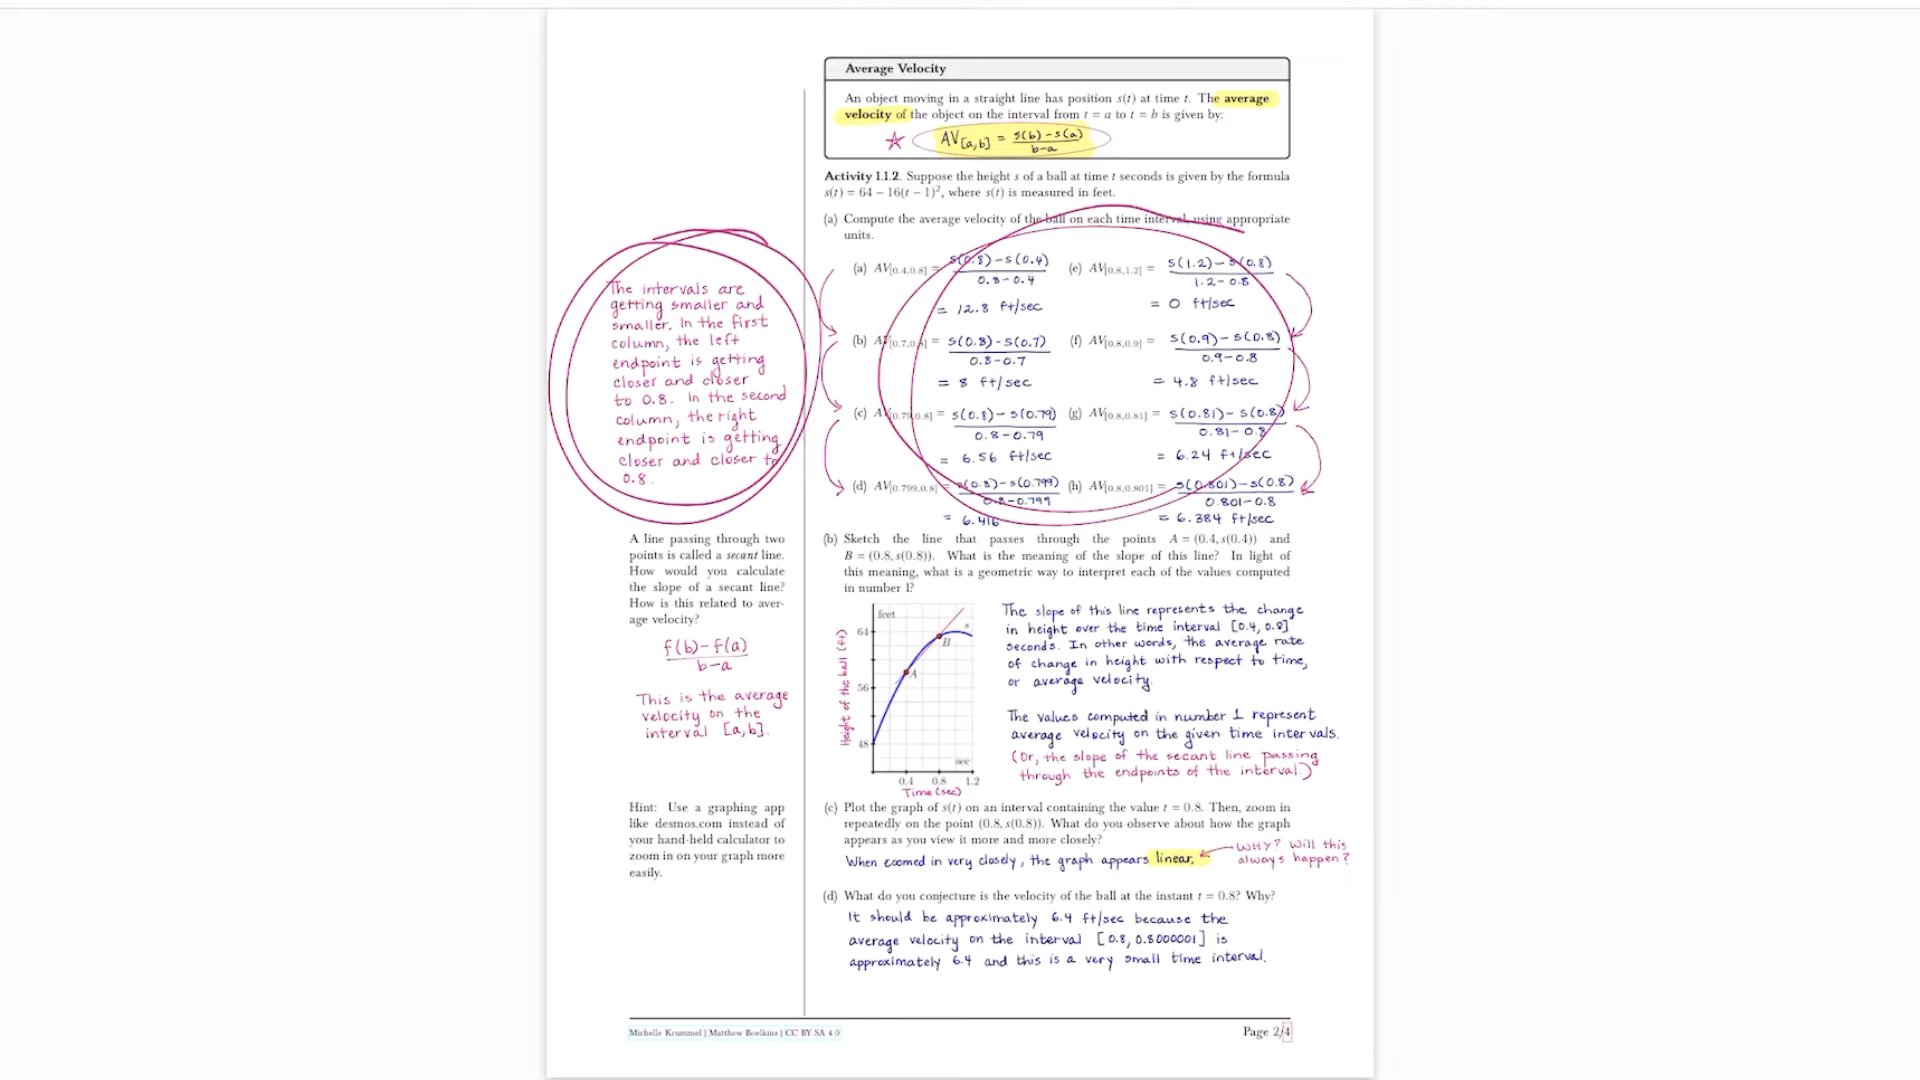 Average Velocity
An object moving in a straight line has position s(t) at time t. The average
velocity of the object on the interval from t = a to t = b is given by:
AV[a,b] = s(b)-s(a)
b-a
Activity 1.1.2. Suppose the height s of a ball at time t seconds is given by the formula
s(t) = 64 − 16(t − 1)², where s(t) is measured in feet.
(a) Compute the average velocity of the ball on each time interval, using appropriate
units.
(a) AV[0.4,0.8] = s(0.8)-s(0.4)
0.8-0.4
= 12.8 ft/sec
(e) AV[0.8,1.2] = s(1.2)-s(0.8)
1.2-0.8
= 0 ft/sec
(b) AV[0.7,0.8] = s(0.8)-s(0.7)
0.8-0.7
= 8 ft/sec
(f) AV[0.8,0.9] = s(0.9)-s(0.8)
0.9-0.8
= 4.8 ft/sec
(c) AV[0.79,0.8] = s(0.8)-s(0.79)
0.8-0.79
= 6.56 ft/sec
(g) AV[0.8,0.81] = s(0.81)-s(0.8)
0.81-0.8
= 6.24 ft/sec
(d) AV[0.799,0.8] = s(0.8)-s(0.799)
0.8-0.799
= 6.416
(h) AV[0.8,0.801] = s(0.801)-s(0.8)
0.801-0.8
= 6.384 ft/sec
The intervals are
getting smaller and
smaller. In the first
column, the left
endpoint is getting
closer and closer
to 0.8. In the second
column, the right
endpoint is getting
closer and closer to
0.8.
A line passing through two
points is called a secant line.
How would you calculate
the slope of a secant line?
How is this related to aver-
age velocity?
f(b)-f(a)
b-a
This is the average
velocity on the
interval [a,b].
(b) Sketch the line that passes through the points A = (0.4, s(0.4)) and
B = (0.8, s(0.8)). What is the meaning of the slope of this line? In light of
this meaning, what is a geometric way to interpret each of the values computed
in number 1?
feet
64
56
48
s
B
A
sec
0.4 0.8 1.2
Height of the ball (ft)
Time (sec)
The slope of this line represents the change
in height over the time interval [0.4, 0.8]
seconds. In other words, the average rate
of change in height with respect to time,
or average velocity.
The values computed in number 1 represent
average velocity on the given time intervals.
(Or, the slope of the secant line passing
through the endpoints of the interval.)
Hint: Use a graphing app
like desmos.com instead of
your hand-held calculator to
zoom in on your graph more
easily.
(c) Plot the graph of s(t) on an interval containing the value t = 0.8. Then, zoom in
repeatedly on the point (0.8, s(0.8)). What do you observe about how the graph
appears as you view it more and more closely?
When zoomed in very closely, the graph appears linear.
WHY? Will this
always happen?
(d) What do you conjecture is the velocity of the ball at the instant t = 0.8? Why?
It should be approximately 6.4 ft/sec because the
average velocity on the interval [0.8, 0.8000001] is
approximately 6.4 and this is a very small time interval.
Michelle Krummel | Matthew Boelkins | CC BY-SA 4.0
Page 2/4